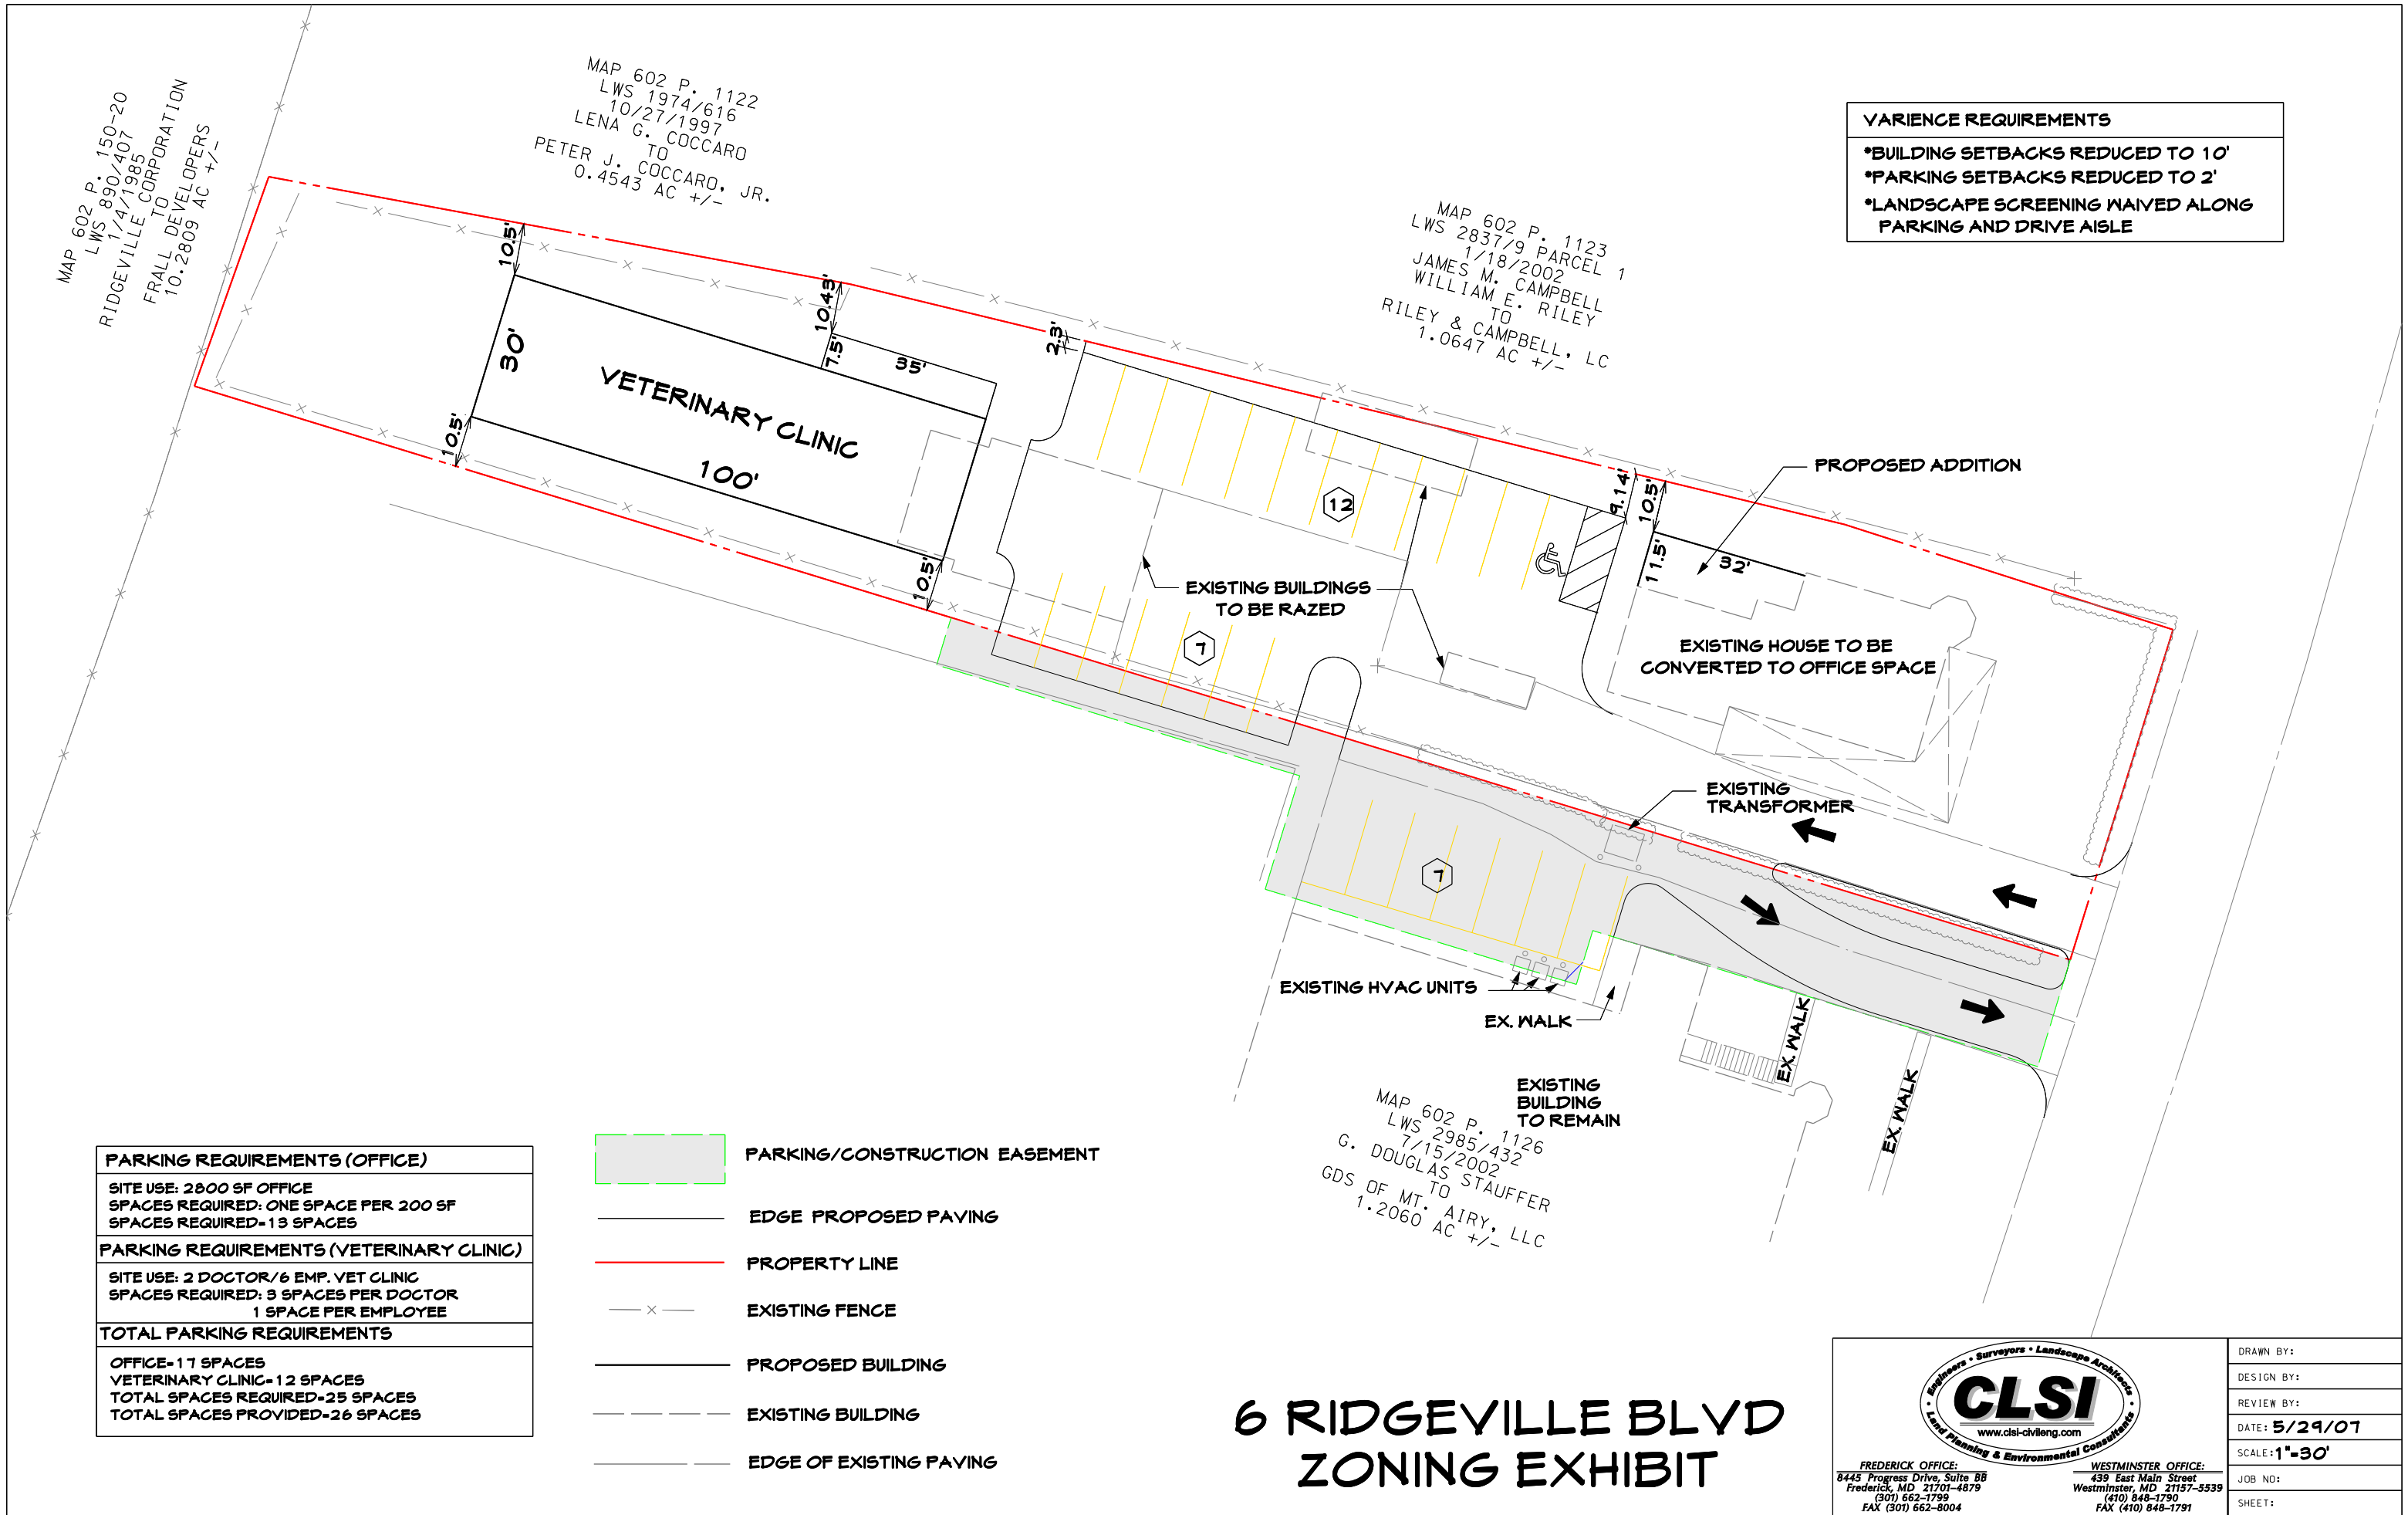 MAP 602 P. 150-20
LWS 890/407
1/4/1985
RIDGEVILLE CORPORATION
TO
FRALL DEVELOPERS
10.2809 AC +/-
MAP 602 P. 1122
LWS 1974/616
10/27/1997
LENA G. COCCARO
TO
PETER J. COCCARO, JR.
0.4543 AC +/-
MAP 602 P. 1123
LWS 2837/9 PARCEL 1
1/18/2002
JAMES M. CAMPBELL
WILLIAM E. RILEY
TO
RILEY & CAMPBELL, LC
1.0647 AC +/-
VARIENCE REQUIREMENTS
*BUILDING SETBACKS REDUCED TO 10'
*PARKING SETBACKS REDUCED TO 2'
*LANDSCAPE SCREENING WAIVED ALONG
PARKING AND DRIVE AISLE
10.5'
10.43'
7.5'
35'
2.3'
30'
VETERINARY CLINIC
100'
10.5'
10.5'
12
9.14'
10.5'
11.5'
32'
PROPOSED ADDITION
EXISTING BUILDINGS
TO BE RAZED
7
EXISTING HOUSE TO BE
CONVERTED TO OFFICE SPACE
EXISTING
TRANSFORMER
7
EXISTING HVAC UNITS
EX. WALK
EX. WALK
EX. WALK
EXISTING
BUILDING
TO REMAIN
MAP 602 P. 1126
LWS 2985/432
7/15/2002
G. DOUGLAS STAUFFER
TO
GDS OF MT. AIRY, LLC
1.2060 AC +/-
PARKING REQUIREMENTS (OFFICE)
SITE USE: 2800 SF OFFICE
SPACES REQUIRED: ONE SPACE PER 200 SF
SPACES REQUIRED=13 SPACES
PARKING REQUIREMENTS (VETERINARY CLINIC)
SITE USE: 2 DOCTOR/6 EMP. VET CLINIC
SPACES REQUIRED: 3 SPACES PER DOCTOR
1 SPACE PER EMPLOYEE
TOTAL PARKING REQUIREMENTS
OFFICE=17 SPACES
VETERINARY CLINIC=12 SPACES
TOTAL SPACES REQUIRED=25 SPACES
TOTAL SPACES PROVIDED=26 SPACES
PARKING/CONSTRUCTION EASEMENT
EDGE PROPOSED PAVING
PROPERTY LINE
EXISTING FENCE
PROPOSED BUILDING
EXISTING BUILDING
EDGE OF EXISTING PAVING
6 RIDGEVILLE BLVD
ZONING EXHIBIT
• Engineers • Surveyors • Landscape Architects •
CLSI
www.clsi-civileng.com
Land Planning & Environmental Consultants
FREDERICK OFFICE:
8445 Progress Drive, Suite BB
Frederick, MD 21701-4879
(301) 662-1799
FAX (301) 662-8004
WESTMINSTER OFFICE:
439 East Main Street
Westminster, MD 21157-5539
(410) 848-1790
FAX (410) 848-1791
DRAWN BY:
DESIGN BY:
REVIEW BY:
DATE: 5/29/07
SCALE: 1"=30'
JOB NO:
SHEET: